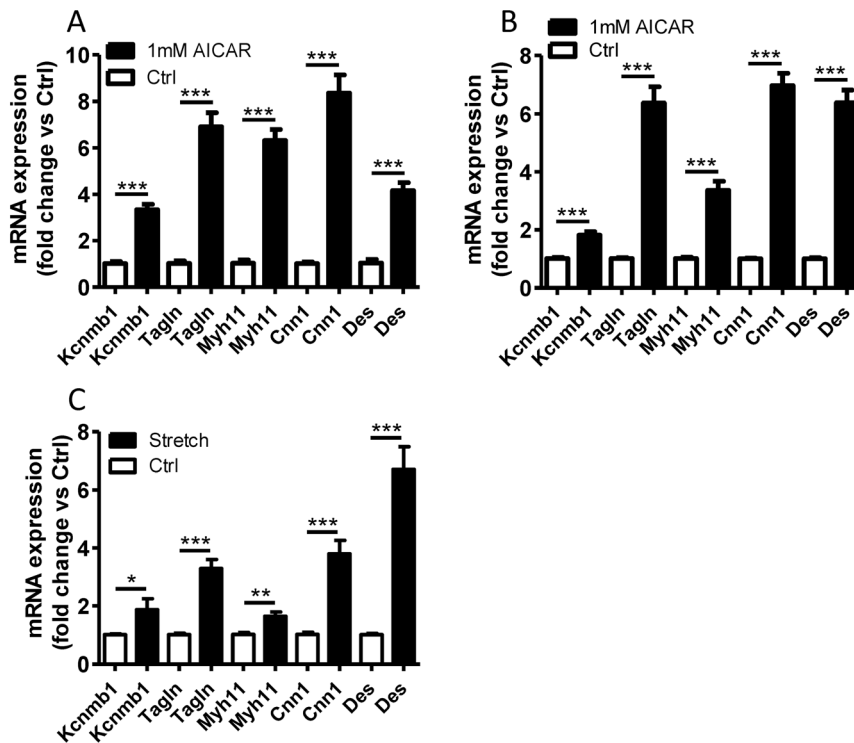 A
1mM AICAR
Ctrl
mRNA expression
(fold change vs Ctrl)
10
8
6
4
2
0
***
***
***
***
***
Kcnmb1
Kcnmb1
Tagln
Tagln
Myh11
Myh11
Cnn1
Cnn1
Des
Des
B
1mM AICAR
Ctrl
mRNA expression
(fold change vs Ctrl)
8
6
4
2
0
***
***
***
***
***
Kcnmb1
Kcnmb1
Tagln
Tagln
Myh11
Myh11
Cnn1
Cnn1
Des
Des
C
Stretch
Ctrl
mRNA expression
(fold change vs Ctrl)
8
6
4
2
0
*
***
**
***
***
Kcnmb1
Kcnmb1
Tagln
Tagln
Myh11
Myh11
Cnn1
Cnn1
Des
Des